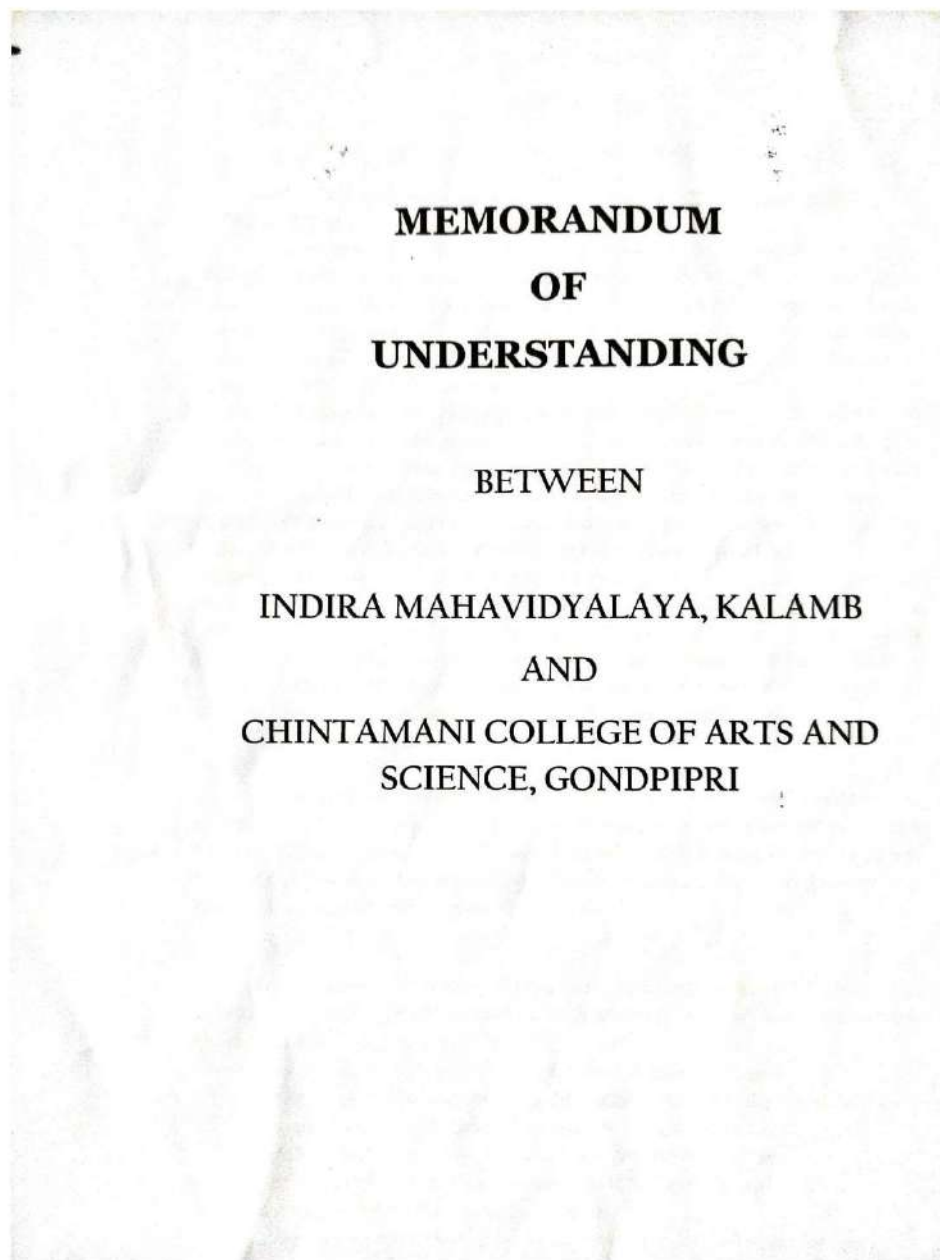 MEMORANDUM
OF
UNDERSTANDING
BETWEEN
INDIRA MAHAVIDYALAYA, KALAMB
AND
CHINTAMANI COLLEGE OF ARTS AND
SCIENCE, GONDPIPRI